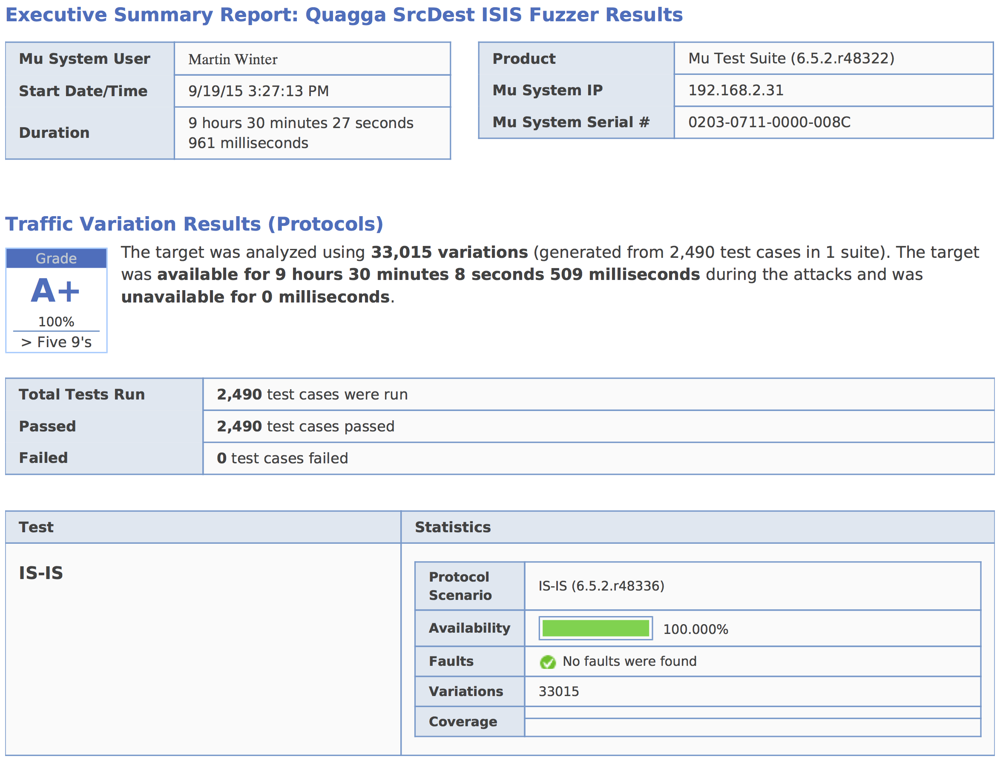 Executive Summary Report: Quagga SrcDest ISIS Fuzzer Results
Mu System User Martin Winter
Start Date/Time 9/19/15 3:27:13 PM
Duration 9 hours 30 minutes 27 seconds
961 milliseconds
Product Mu Test Suite (6.5.2.r48322)
Mu System IP 192.168.2.31
Mu System Serial # 0203-0711-0000-008C
Traffic Variation Results (Protocols)
Grade
A+
100%
> Five 9's
The target was analyzed using 33,015 variations (generated from 2,490 test cases in 1 suite). The target
was available for 9 hours 30 minutes 8 seconds 509 milliseconds during the attacks and was
unavailable for 0 milliseconds.
Total Tests Run 2,490 test cases were run
Passed 2,490 test cases passed
Failed 0 test cases failed
Test Statistics
IS-IS
Protocol
Scenario
IS-IS (6.5.2.r48336)
Availability 100.000%
Faults No faults were found
Variations 33015
Coverage